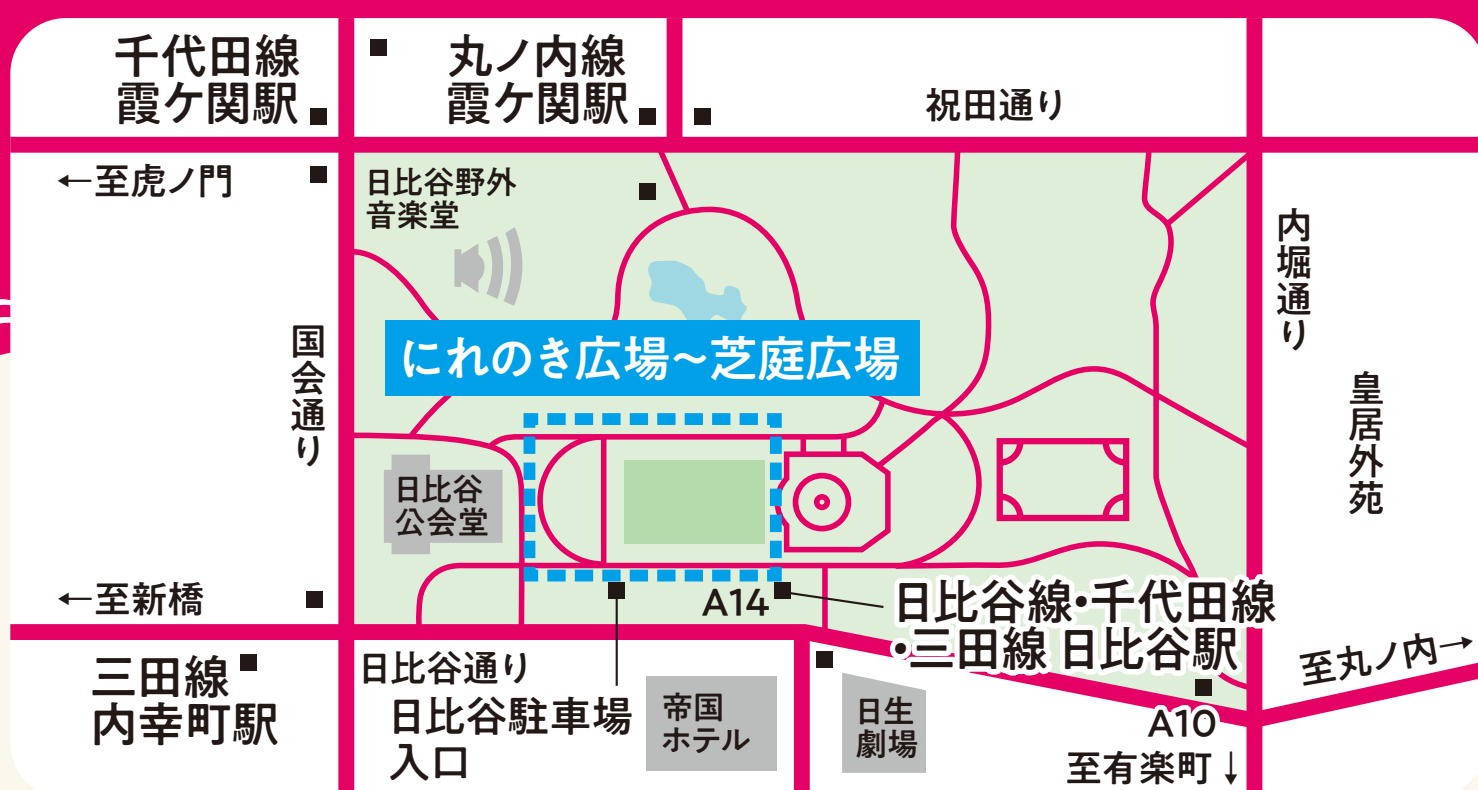 千代田線
霞ケ関駅
丸ノ内線
霞ケ関駅
祝田通り
←至虎ノ門
日比谷野外
音楽堂
内堀通り
国会通り
にれのき広場～芝庭広場
皇居外苑
日比谷
公会堂
←至新橋
A14
日比谷線・千代田線
・三田線 日比谷駅
至丸ノ内→
三田線
内幸町駅
日比谷通り
日比谷駐車場
入口
帝国
ホテル
日生
劇場
A10
至有楽町↓